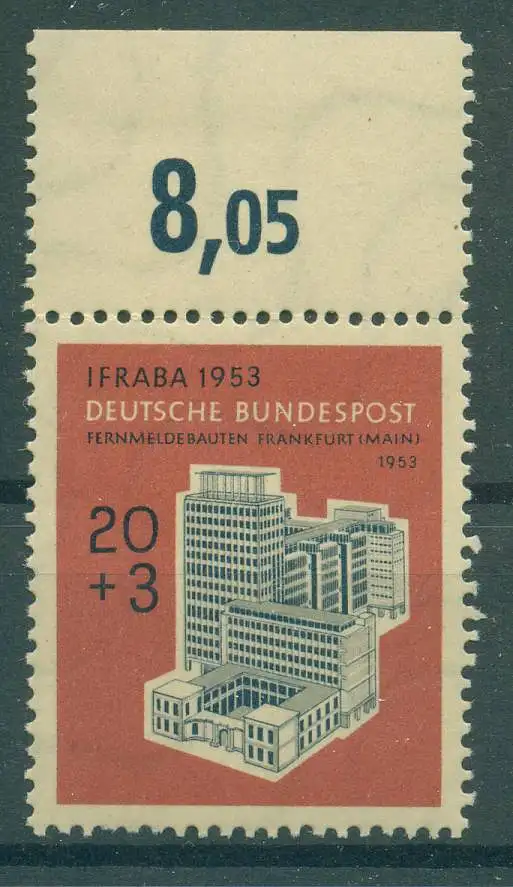 8,05
IFRABA 1953
DEUTSCHE BUNDESPOST
FERNMELDEBAUTEN FRANKFURT (MAIN)
1953
20
+3